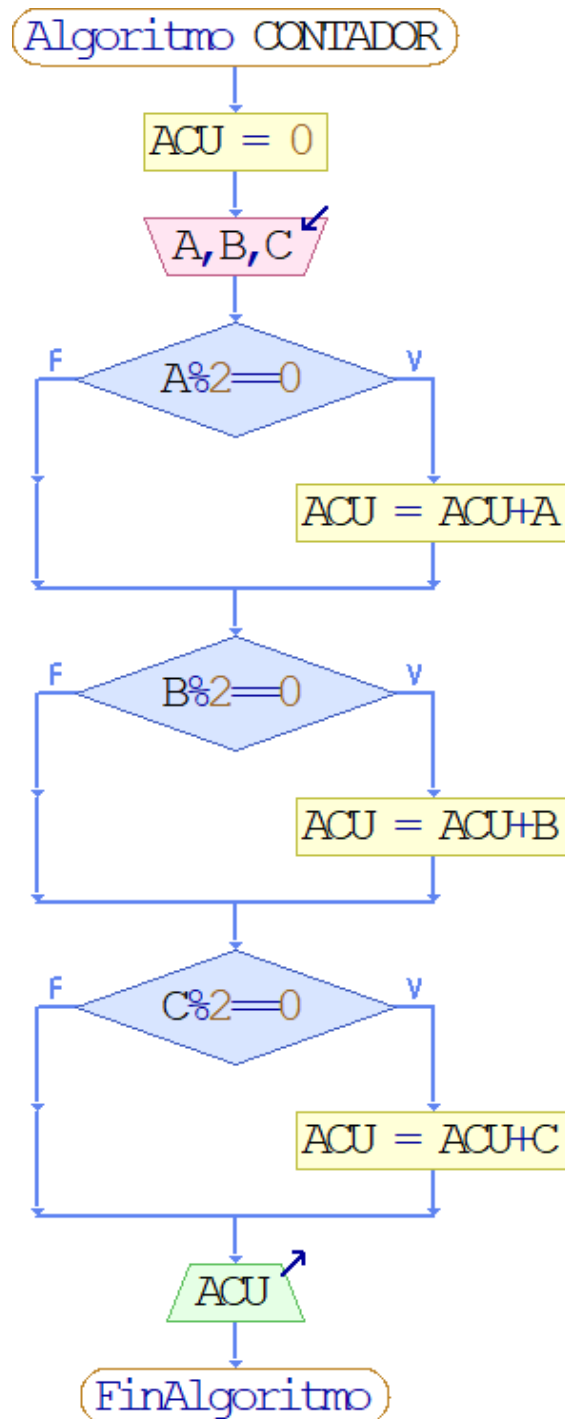 Algoritmo CONTADOR
ACU = 0
A,B,C
F
A%2==0
V
ACU = ACU+A
F
B%2==0
V
ACU = ACU+B
F
C%2==0
V
ACU = ACU+C
ACU
FinAlgoritmo